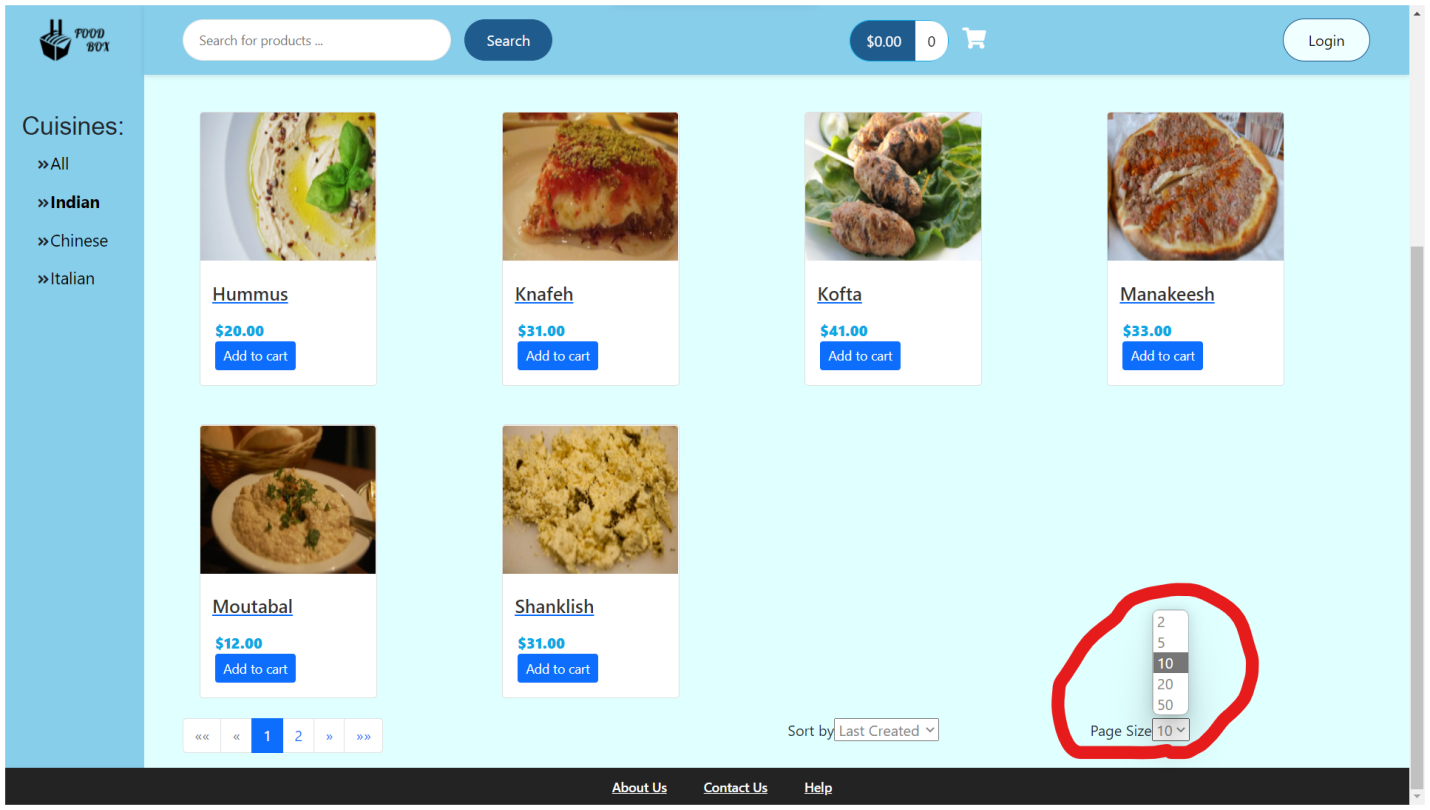 FOOD
BOX
Search for products ...
Search
$0.00 0
Login
Cuisines:
»All
»Indian
»Chinese
»Italian
Hummus
$20.00
Add to cart
Knafeh
$31.00
Add to cart
Kofta
$41.00
Add to cart
Manakeesh
$33.00
Add to cart
Moutabal
$12.00
Add to cart
Shanklish
$31.00
Add to cart
«« « 1 2 » »»
Sort by Last Created
2
5
10
20
50
Page Size 10
About Us Contact Us Help